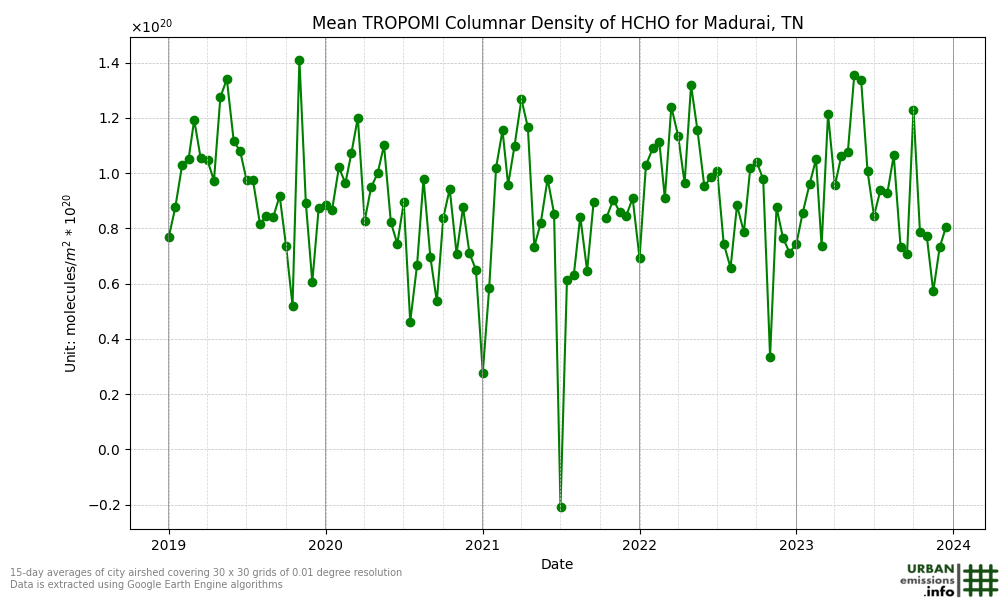 Mean TROPOMI Columnar Density of HCHO for Madurai, TN
×10²⁰
1.4
1.2
1.0
0.8
0.6
0.4
0.2
0.0
−0.2
Unit: molecules/m² * 10²⁰
2019 2020 2021 2022 2023 2024
Date
15-day averages of city airshed covering 30 x 30 grids of 0.01 degree resolution
Data is extracted using Google Earth Engine algorithms
URBAN
emissions
.info